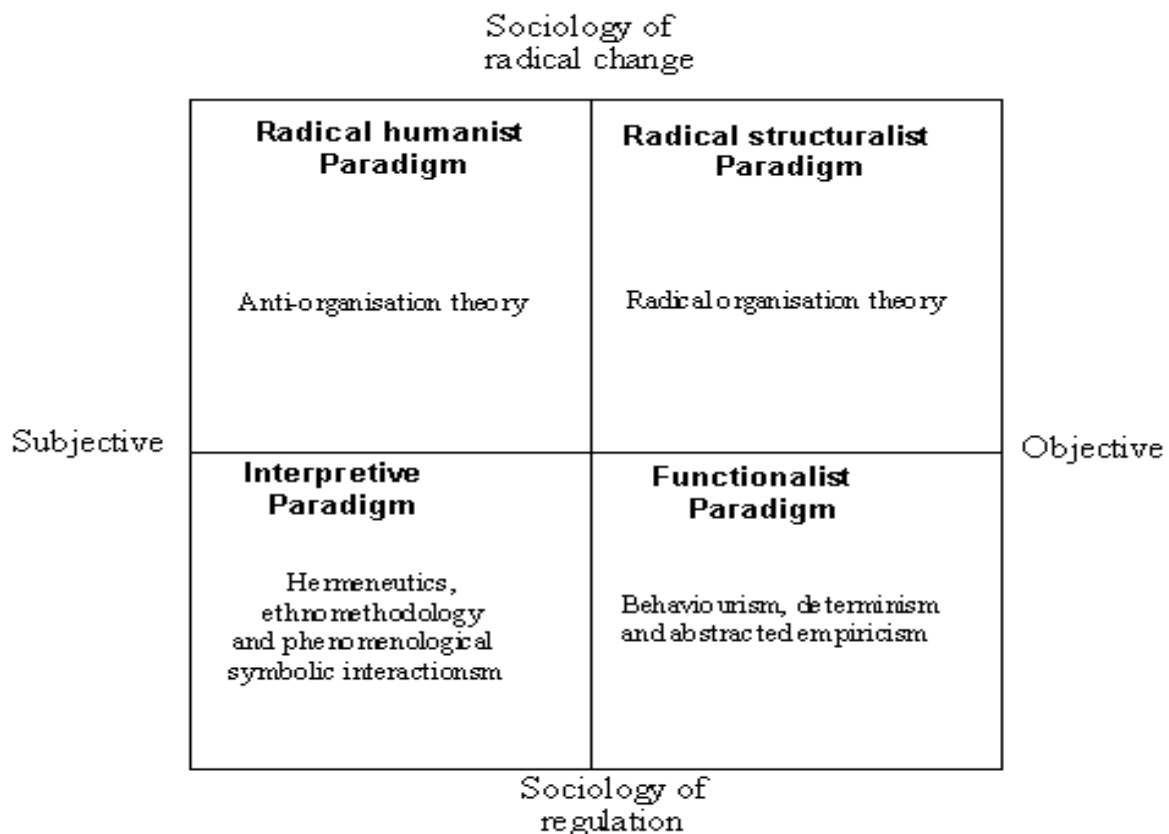 Sociology of
radical change
Radical humanist
Paradigm
Radical structuralist
Paradigm
Anti-organisation theory
Radical organisation theory
Subjective
Objective
Interpretive
Paradigm
Functionalist
Paradigm
Hermeneutics,
ethnomethodology
and phenomenological
symbolic interactionsm
Behaviourism, determinism
and abstracted empiricism
Sociology of
regulation